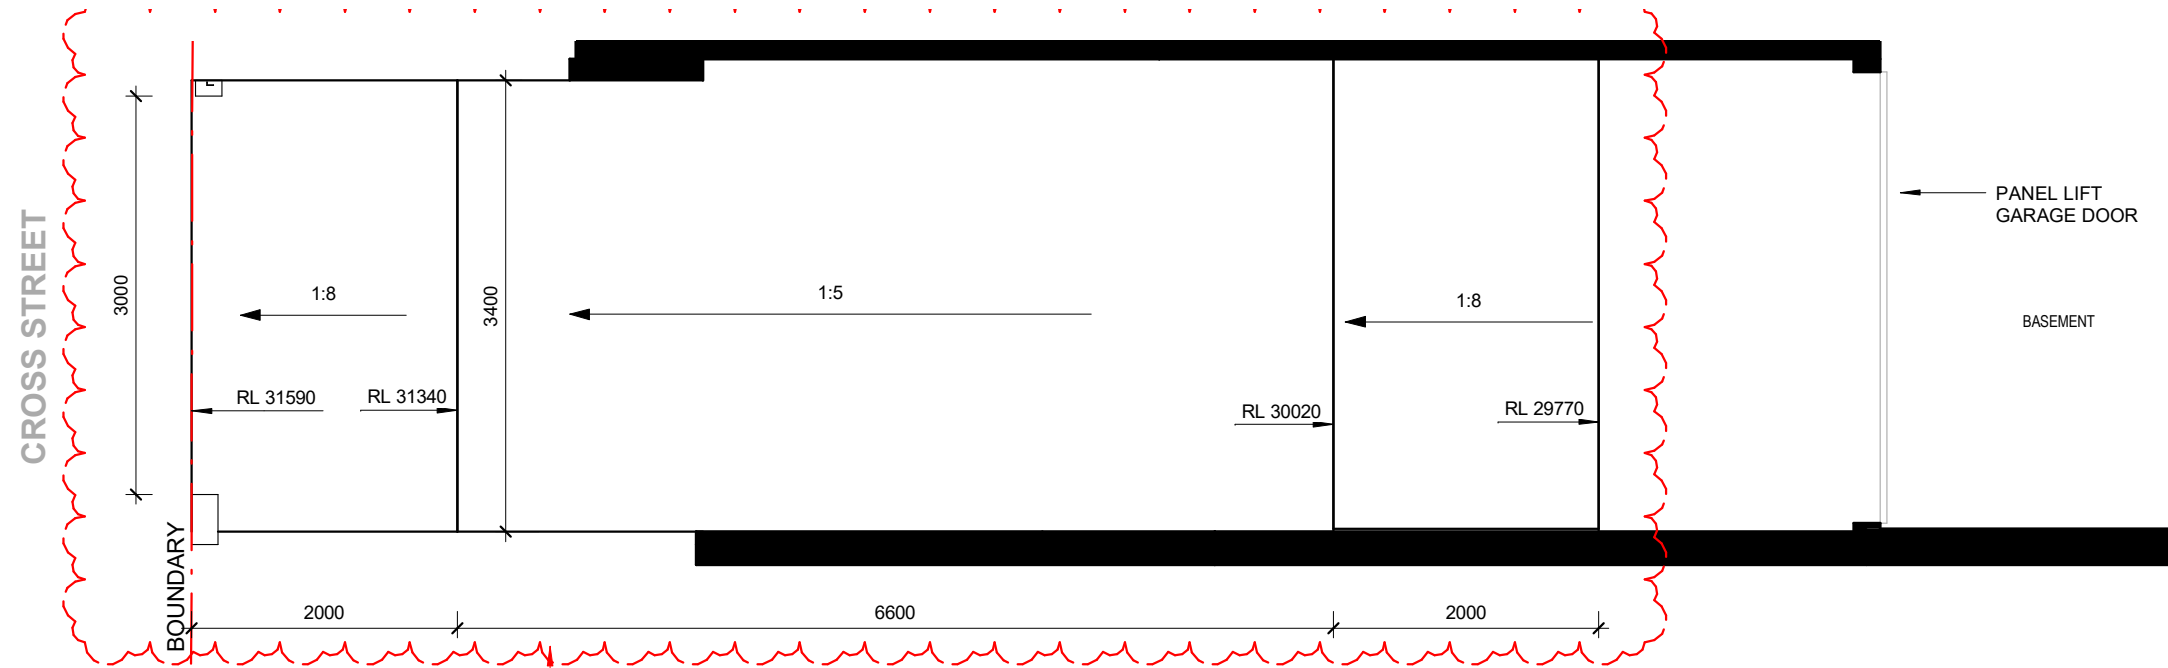 CROSS STREET
3000
1:8
3400
1:5
1:8
PANEL LIFT
GARAGE DOOR
BASEMENT
RL 31590
RL 31340
RL 30020
RL 29770
BOUNDARY
2000
6600
2000